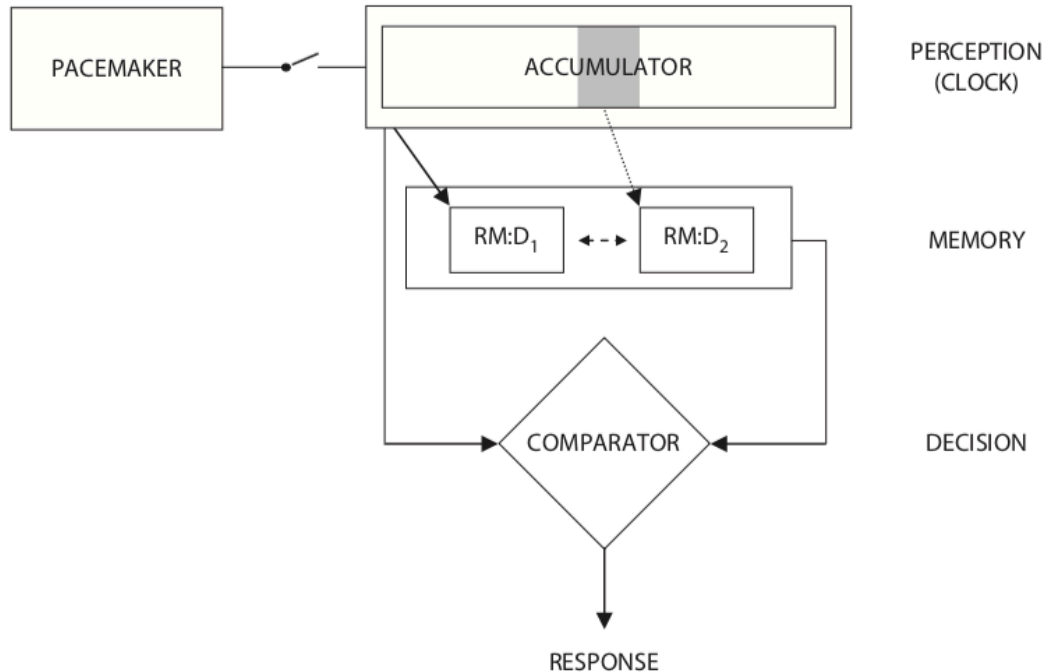 PACEMAKER
ACCUMULATOR
PERCEPTION
(CLOCK)
RM:D₁
RM:D₂
MEMORY
COMPARATOR
DECISION
RESPONSE